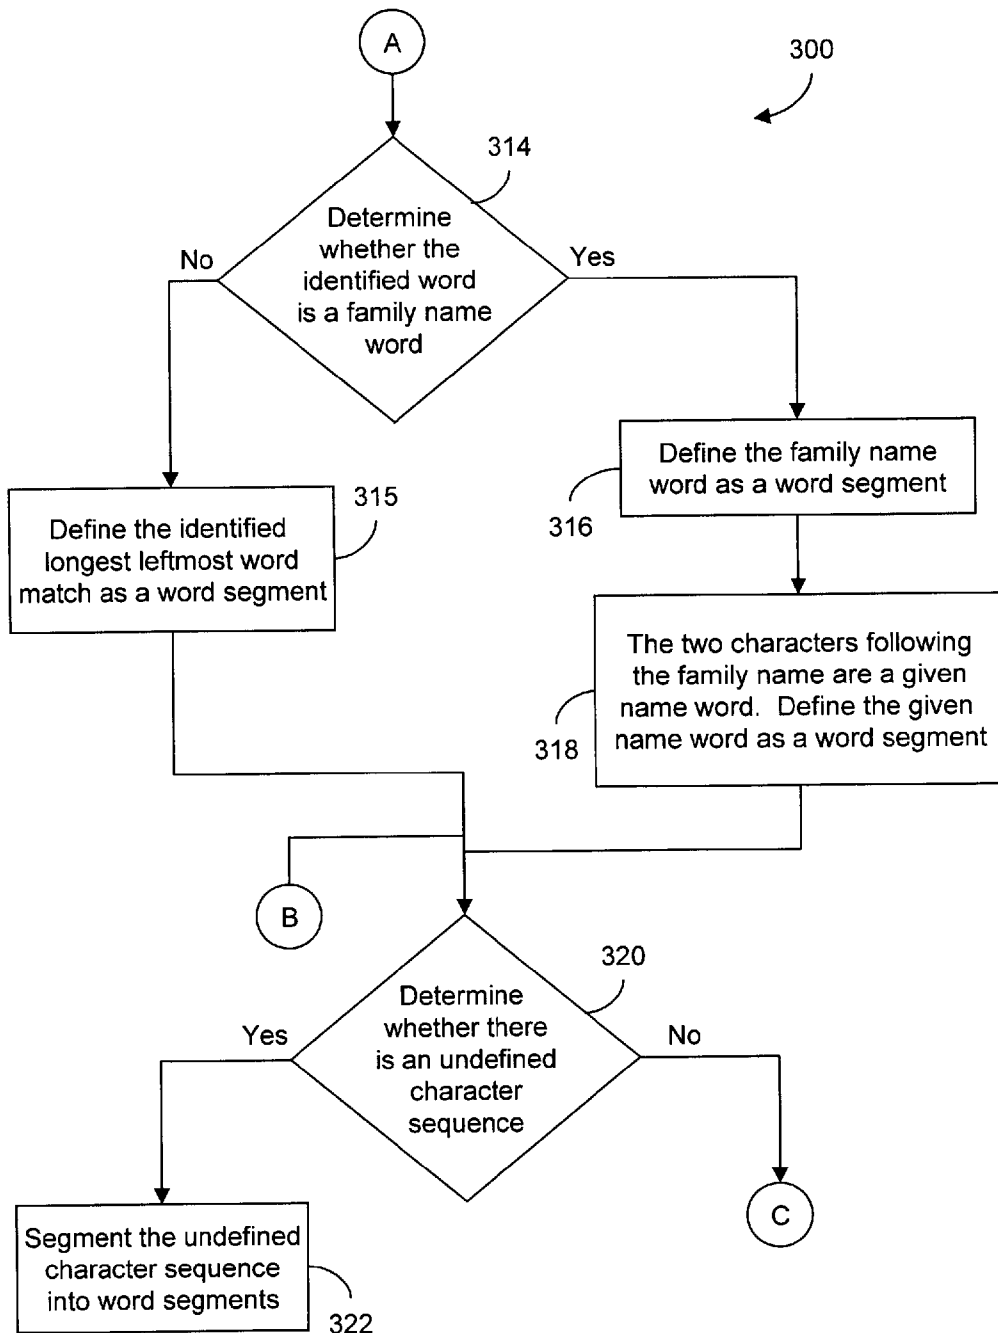 A
300
314
Determine
whether the
identified word
is a family name
word
No
Yes
Define the family name
word as a word segment
316
315
Define the identified
longest leftmost word
match as a word segment
The two characters following
the family name are a given
name word. Define the given
name word as a word segment
318
B
320
Determine
whether there
is an undefined
character
sequence
Yes
No
C
Segment the undefined
character sequence
into word segments
322